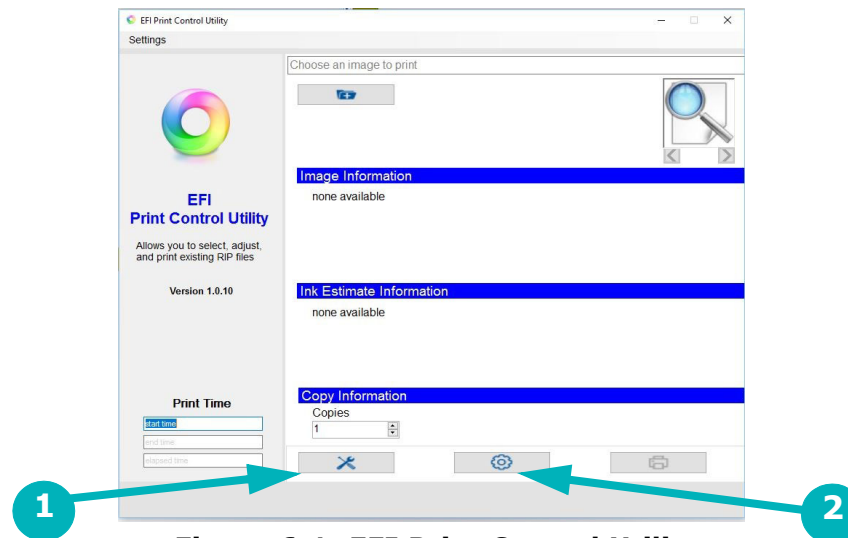 EFI Print Control Utility
Settings
Choose an image to print
Image Information
none available
EFI
Print Control Utility
Allows you to select, adjust,
and print existing RIP files
Version 1.0.10
Ink Estimate Information
none available
Print Time
start time
end time
elapsed time
Copy Information
Copies
1
1
2